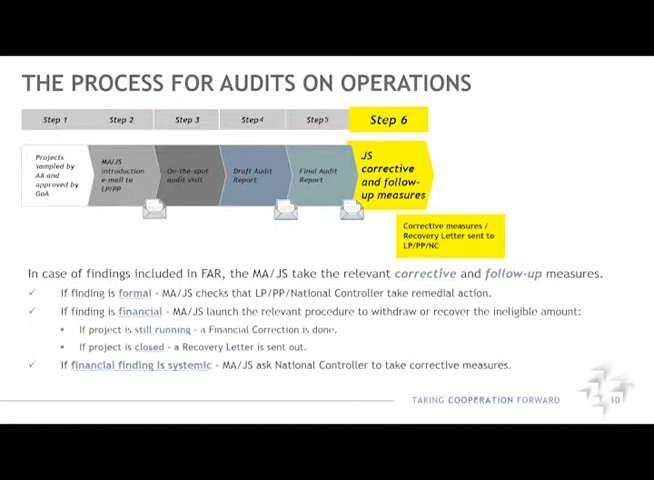 THE PROCESS FOR AUDITS ON OPERATIONS
Step 1
Step 2
Step 3
Step4
Step5
Step 6
Projects
sampled by
AA and
approved by
GoA
MA/JS
introduction
e-mail to
LP/PP
On-the-spot
audit visit
Draft Audit
Report
Final Audit
Report
JS
corrective
and follow-
up measures
Corrective measures /
Recovery Letter sent to
LP/PP/NC
In case of findings included in FAR, the MA/JS take the relevant corrective and follow-up measures.
✓ If finding is formal - MA/JS checks that LP/PP/National Controller take remedial action.
✓ If finding is financial - MA/JS launch the relevant procedure to withdraw or recover the ineligible amount:
• If project is still running - a Financial Correction is done.
• If project is closed - a Recovery Letter is sent out.
✓ If financial finding is systemic - MA/JS ask National Controller to take corrective measures.
TAKING COOPERATION FORWARD
10